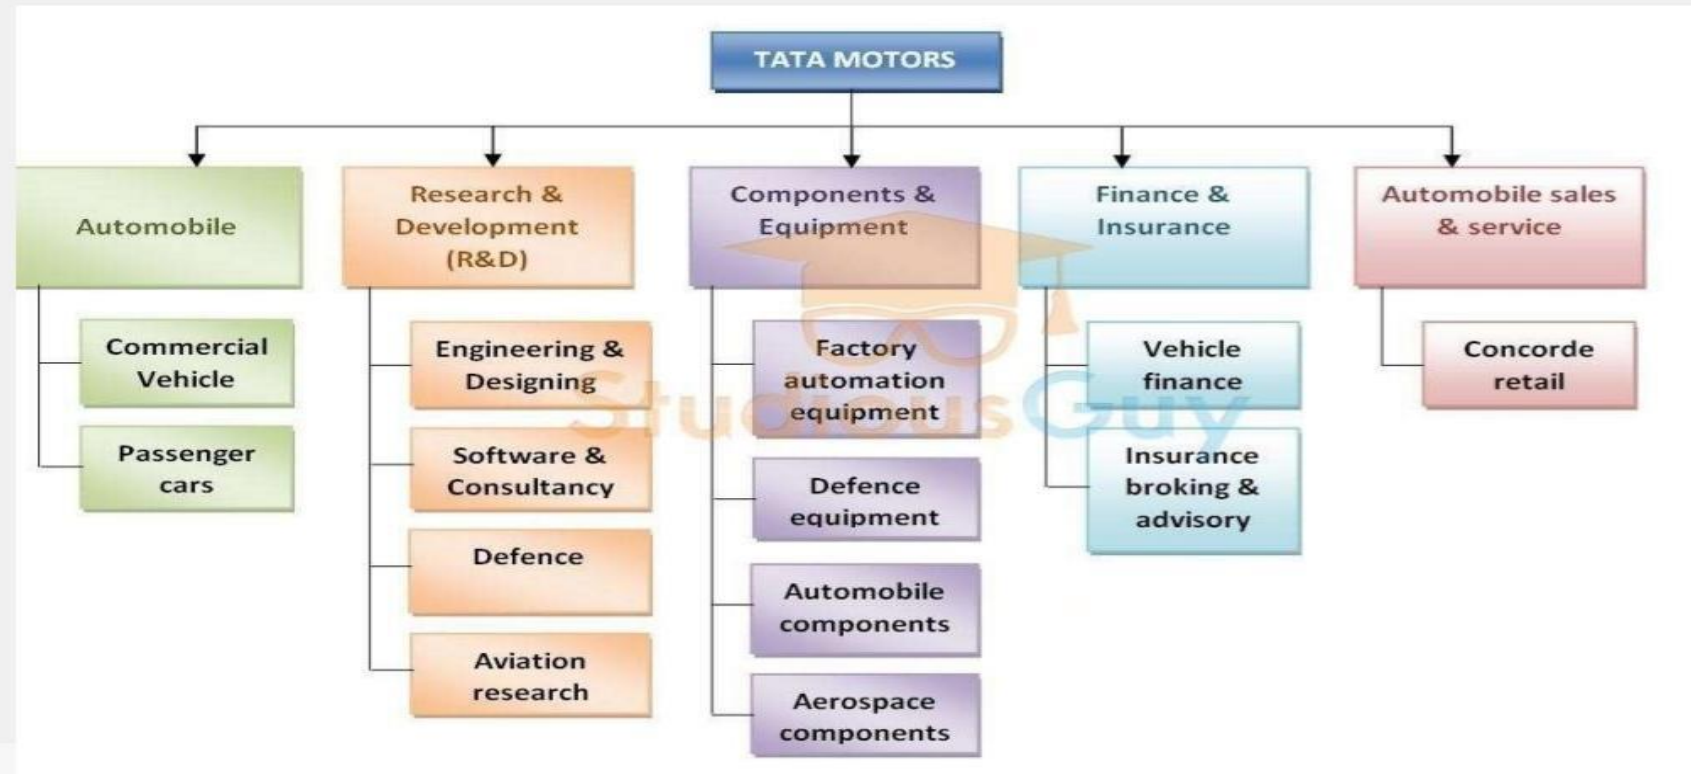 TATA MOTORS
Automobile
Commercial
Vehicle
Passenger
cars
Research &
Development
(R&D)
Engineering &
Designing
Software &
Consultancy
Defence
Aviation
research
Components &
Equipment
Factory
automation
equipment
Defence
equipment
Automobile
components
Aerospace
components
Finance &
Insurance
Vehicle
finance
Insurance
broking &
advisory
Automobile sales
& service
Concorde
retail
StudiousGuy